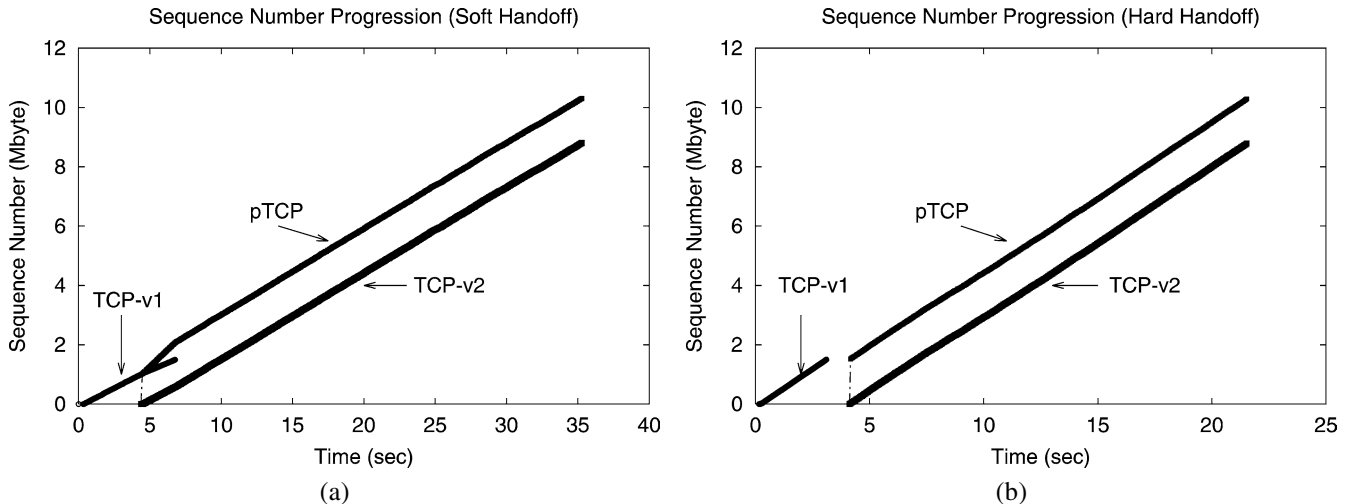 Sequence Number Progression (Soft Handoff)
Sequence Number (Mbyte)
12
10
8
6
4
2
0
pTCP
TCP-v1
TCP-v2
0 5 10 15 20 25 30 35 40
Time (sec)
(a)
Sequence Number Progression (Hard Handoff)
Sequence Number (Mbyte)
12
10
8
6
4
2
0
pTCP
TCP-v1
TCP-v2
0 5 10 15 20 25
Time (sec)
(b)